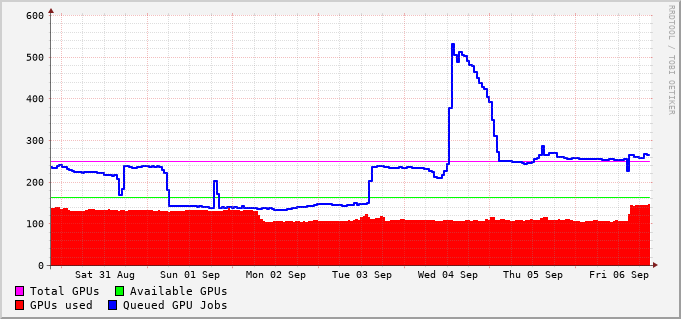 600
500
400
300
200
100
0
Sat 31 Aug Sun 01 Sep Mon 02 Sep Tue 03 Sep Wed 04 Sep Thu 05 Sep Fri 06 Sep
Total GPUs Available GPUs
GPUs used Queued GPU Jobs
RRDTOOL / TOBI OETIKER